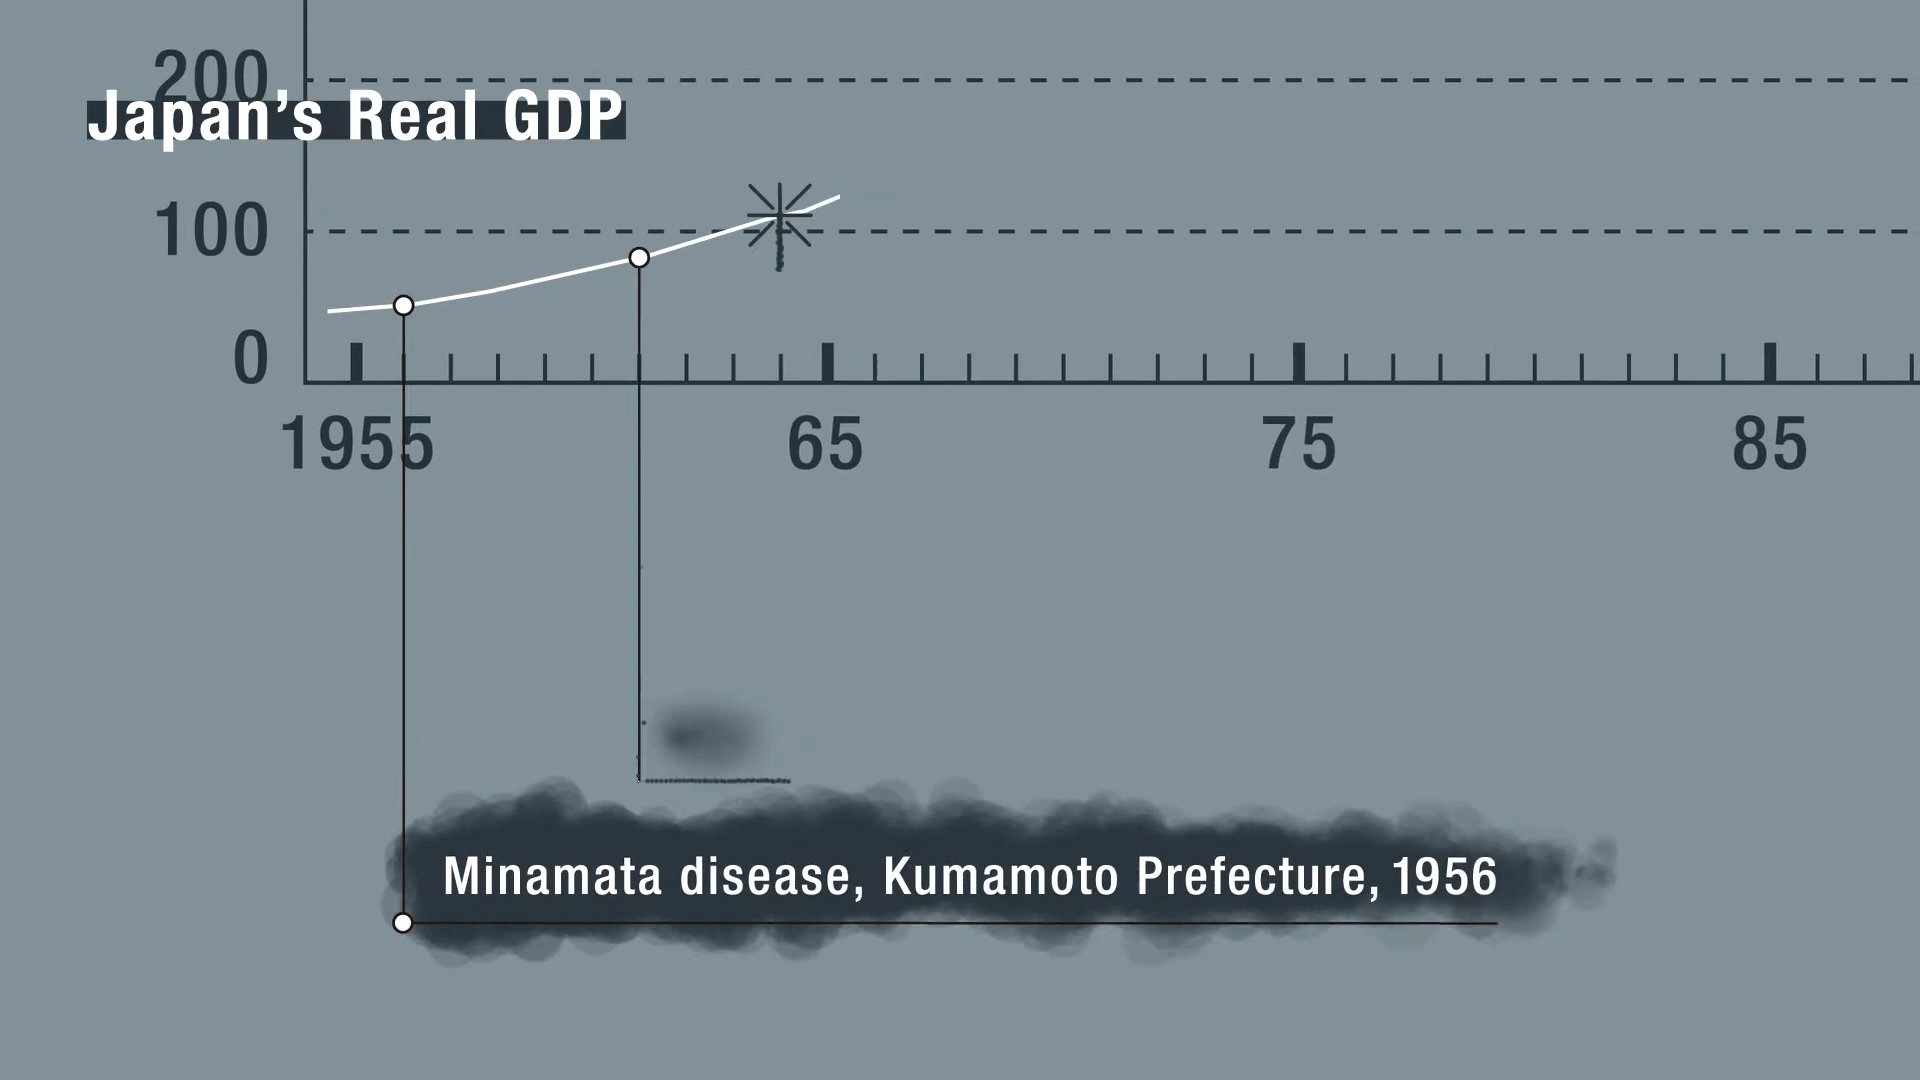 200
Japan’s Real GDP
100
0
1955 65 75 85
Minamata disease, Kumamoto Prefecture, 1956